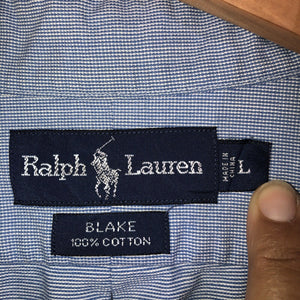 Ralph Lauren
MADE IN
CHINA
L
BLAKE
100% COTTON